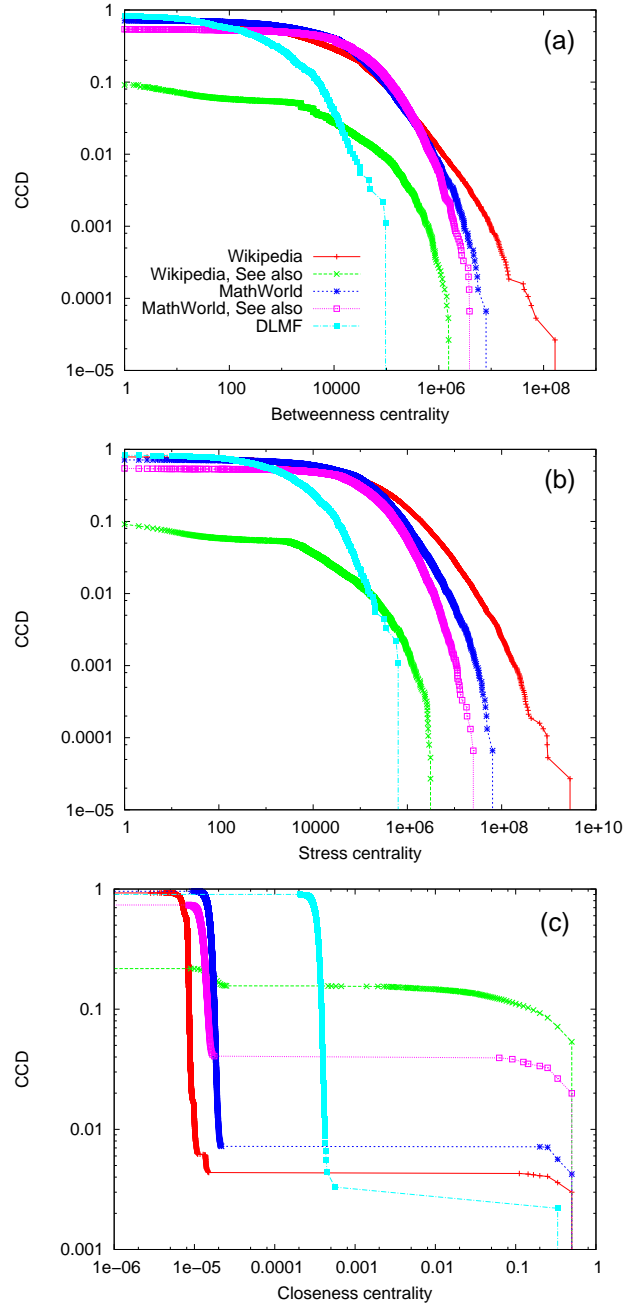 (a)
CCD
1
0.1
0.01
0.001
0.0001
1e-05
Wikipedia
Wikipedia, See also
MathWorld
MathWorld, See also
DLMF
1 100 10000 1e+06 1e+08
Betweenness centrality
(b)
CCD
1
0.1
0.01
0.001
0.0001
1e-05
1 100 10000 1e+06 1e+08 1e+10
Stress centrality
(c)
CCD
1
0.1
0.01
0.001
1e-06 1e-05 0.0001 0.001 0.01 0.1 1
Closeness centrality